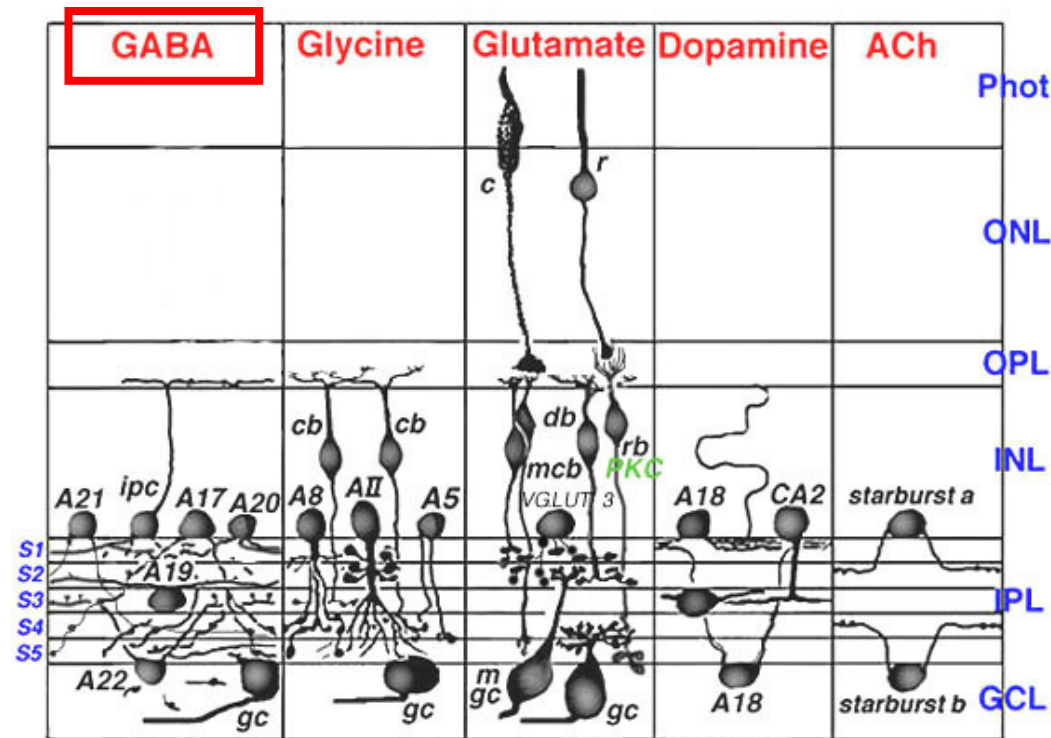 GABA Glycine Glutamate Dopamine ACh
Phot
c r
ONL
OPL
cb cb db rb INL
mcb PKC
A21 ipc A17 A20 A8 AII A5 VGLUT 3 A18 CA2 starburst a
S1
S2
A19
S3 IPL
S4
S5
A22 m
gc gc gc gc A18 starburst b GCL